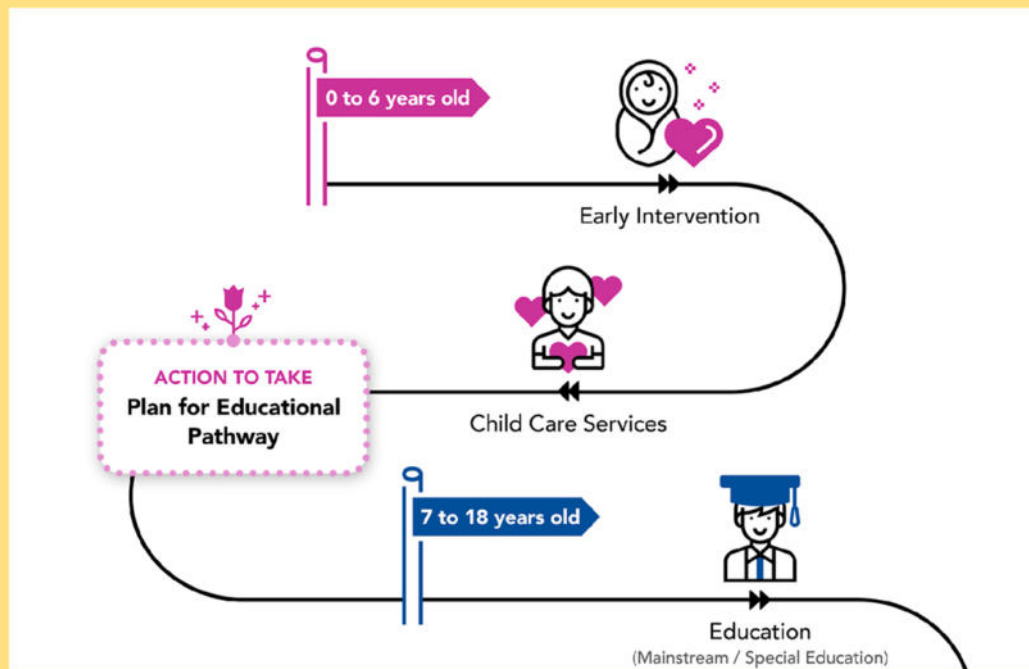 0 to 6 years old
Early Intervention
Child Care Services
ACTION TO TAKE
Plan for Educational
Pathway
7 to 18 years old
Education
(Mainstream / Special Education)